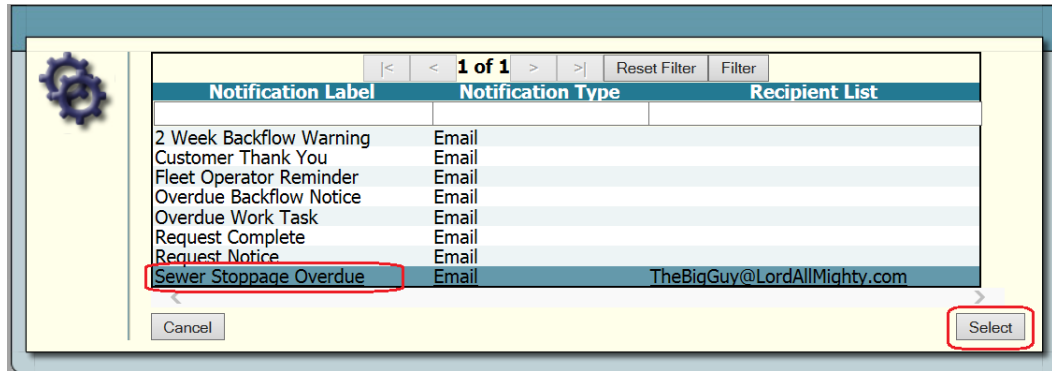 |< < 1 of 1 > >| Reset Filter Filter
Notification Label Notification Type Recipient List
2 Week Backflow Warning Email
Customer Thank You Email
Fleet Operator Reminder Email
Overdue Backflow Notice Email
Overdue Work Task Email
Request Complete Email
Request Notice Email
Sewer Stoppage Overdue Email TheBigGuy@LordAllMighty.com
Cancel Select